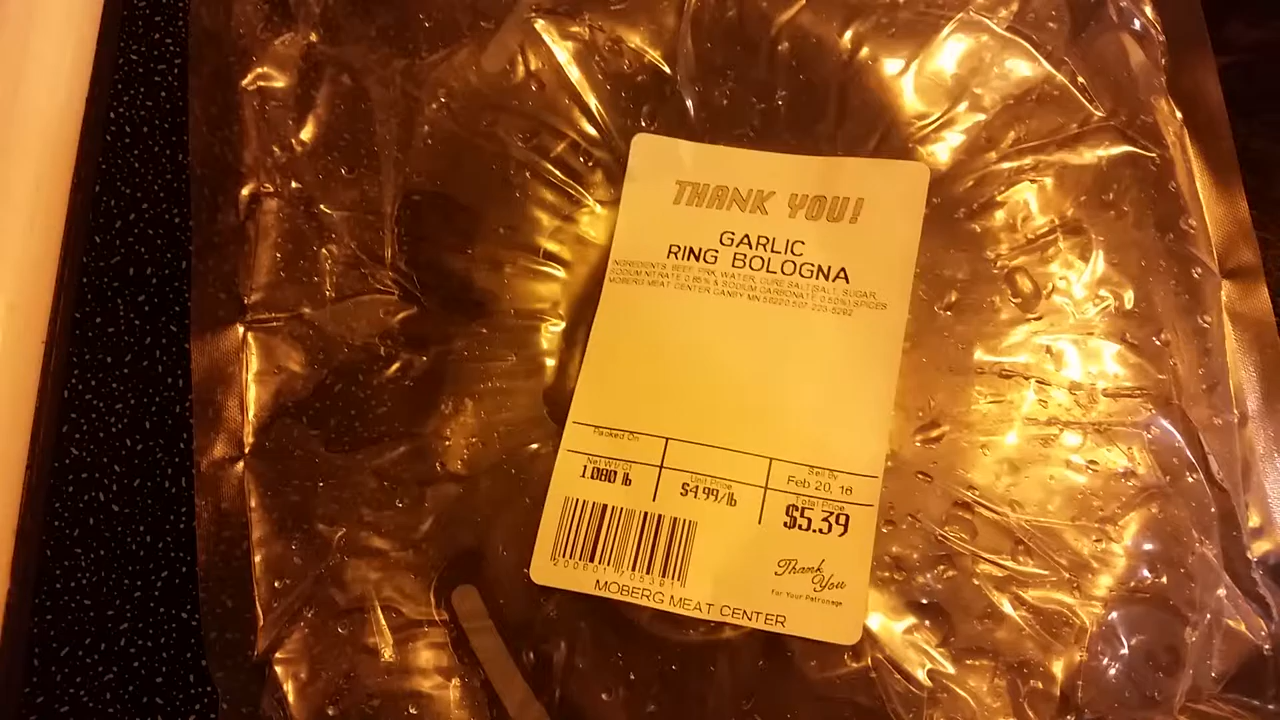 THANK YOU!
GARLIC
RING BOLOGNA
INGREDIENTS: BEEF, PRK, WATER, CURE SALT(SALT, SUGAR,
SODIUM NITRATE 0.85% & SODIUM CARBONATE 0.50%) SPICES
MOBERG MEAT CENTER CANBY MN 56220 507-223-5292
Packed On
Sell By
Feb 20, 16
Net Wt/Ct
1.080 lb
Unit Price
$4.99/lb
Total Price
$5.39
2 00601 05391
Thank
You
For Your Patronage
MOBERG MEAT CENTER